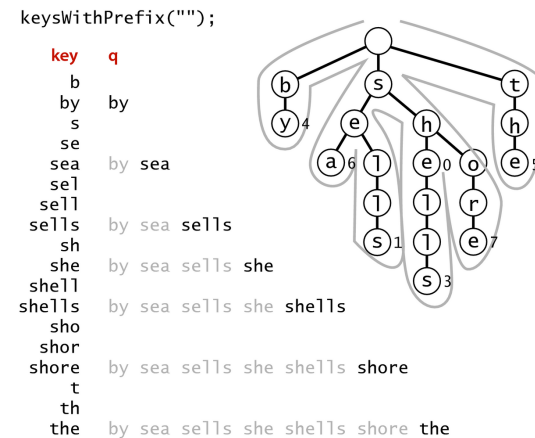 keysWithPrefix("");
key q
b
by by
s
se
sea by sea
sel
sell
sells by sea sells
sh
she by sea sells she
shell
shells by sea sells she shells
sho
shor
shore by sea sells she shells shore
t
th
the by sea sells she shells shore the
b s t
y 4 e h h
a 6 l e 0 o e 5
l l r
s 1 l e 7
s 3